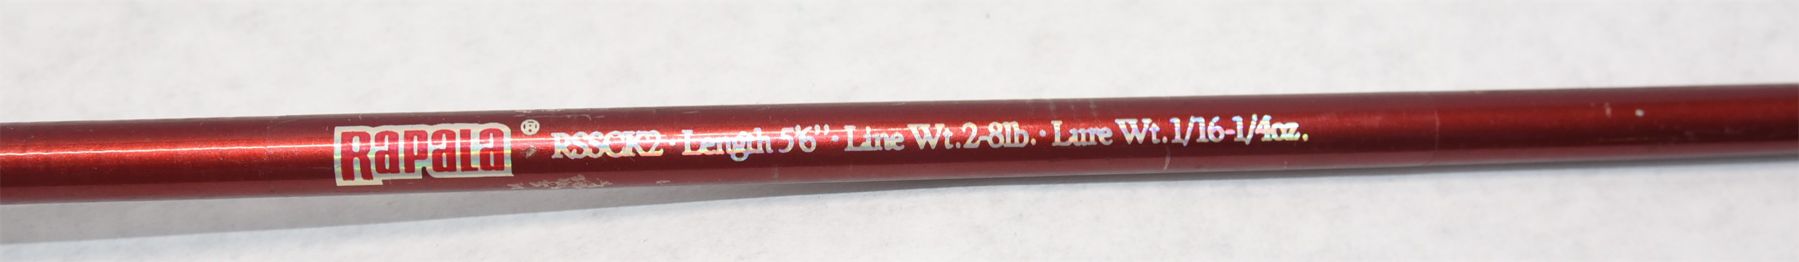 Rapala® RSSCK2 · Length 5'6" · Line Wt. 2-8lb. · Lure Wt. 1/16-1/4oz.